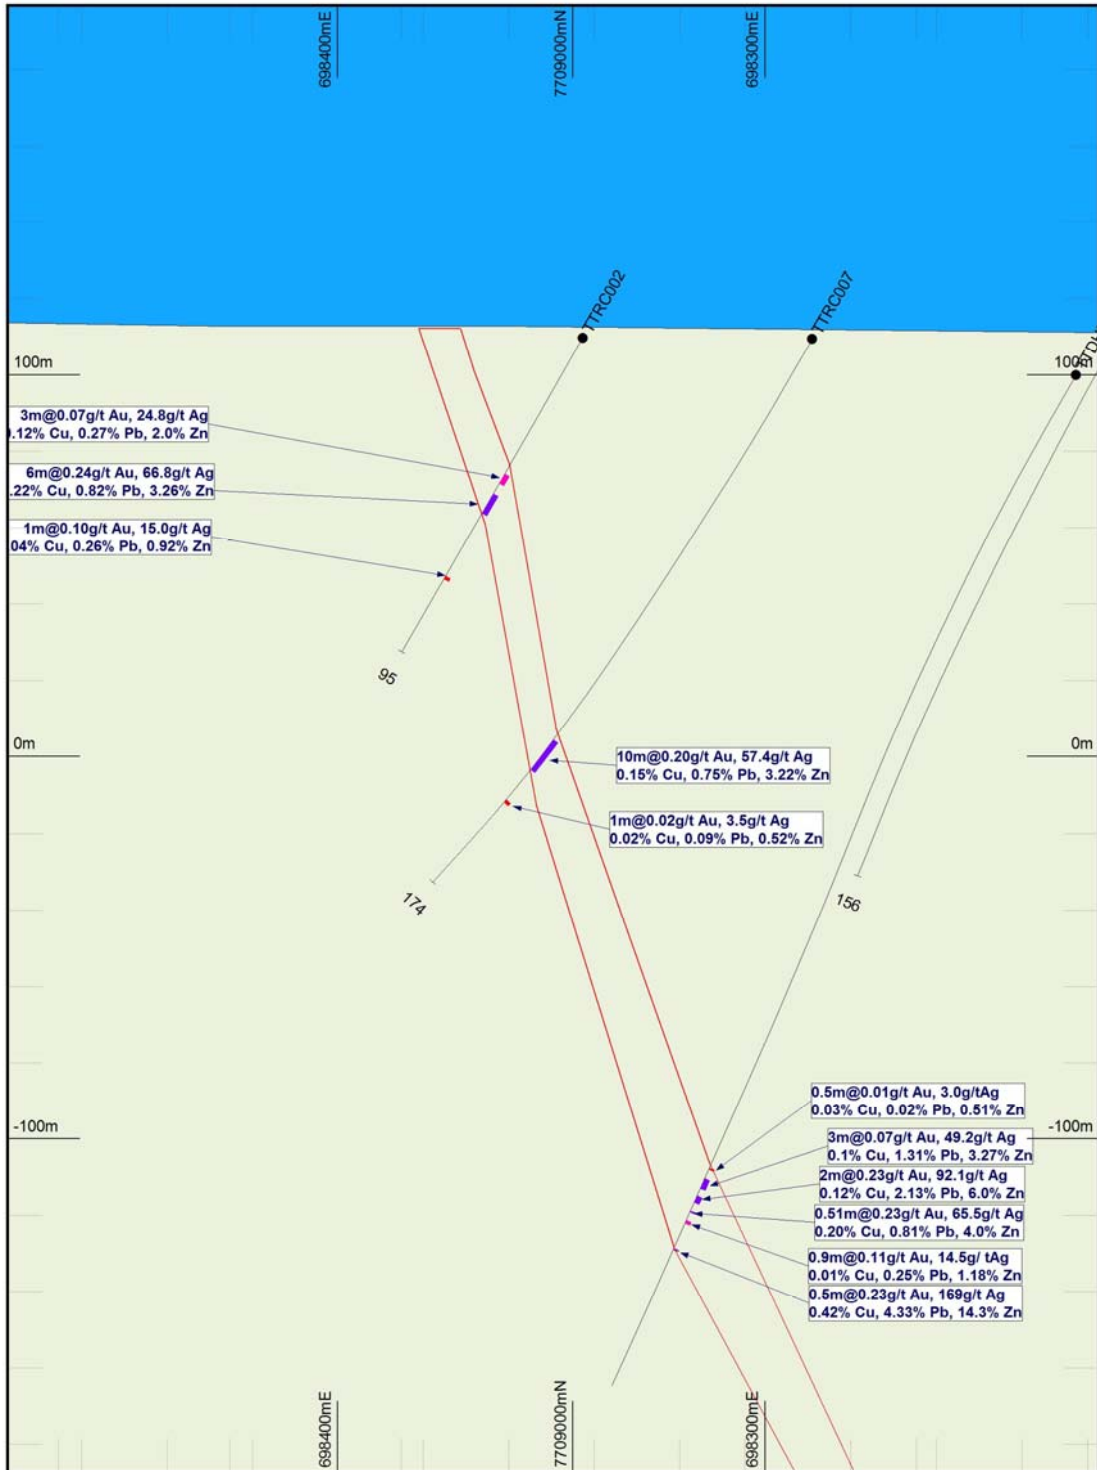 698400mE
7709000mN
698300mE
TTRC002
TTRC007
100m
100m
3m@0.07g/t Au, 24.8g/t Ag
0.12% Cu, 0.27% Pb, 2.0% Zn
6m@0.24g/t Au, 66.8g/t Ag
.22% Cu, 0.82% Pb, 3.26% Zn
1m@0.10g/t Au, 15.0g/t Ag
.04% Cu, 0.26% Pb, 0.92% Zn
95
0m
0m
10m@0.20g/t Au, 57.4g/t Ag
0.15% Cu, 0.75% Pb, 3.22% Zn
1m@0.02g/t Au, 3.5g/t Ag
0.02% Cu, 0.09% Pb, 0.52% Zn
174
156
-100m
-100m
0.5m@0.01g/t Au, 3.0g/tAg
0.03% Cu, 0.02% Pb, 0.51% Zn
3m@0.07g/t Au, 49.2g/t Ag
0.1% Cu, 1.31% Pb, 3.27% Zn
2m@0.23g/t Au, 92.1g/t Ag
0.12% Cu, 2.13% Pb, 6.0% Zn
0.51m@0.23g/t Au, 65.5g/t Ag
0.20% Cu, 0.81% Pb, 4.0% Zn
0.9m@0.11g/t Au, 14.5g/ tAg
0.01% Cu, 0.25% Pb, 1.18% Zn
0.5m@0.23g/t Au, 169g/t Ag
0.42% Cu, 4.33% Pb, 14.3% Zn
698400mE
7709000mN
698300mE